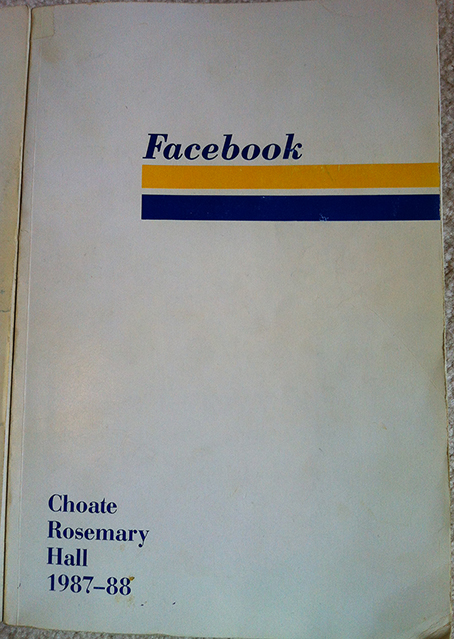 Facebook
Choate
Rosemary
Hall
1987–88